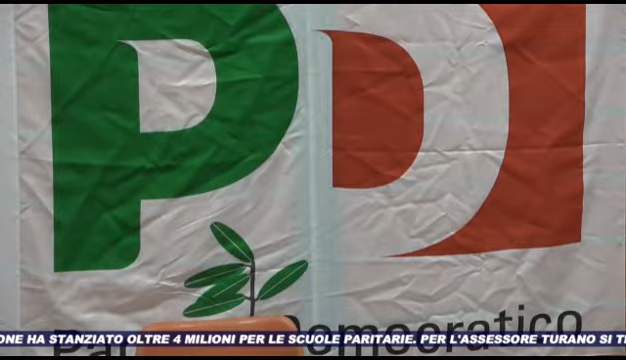 PD
Democratico
ONE HA STANZIATO OLTRE 4 MILIONI PER LE SCUOLE PARITARIE. PER L'ASSESSORE TURANO SI T